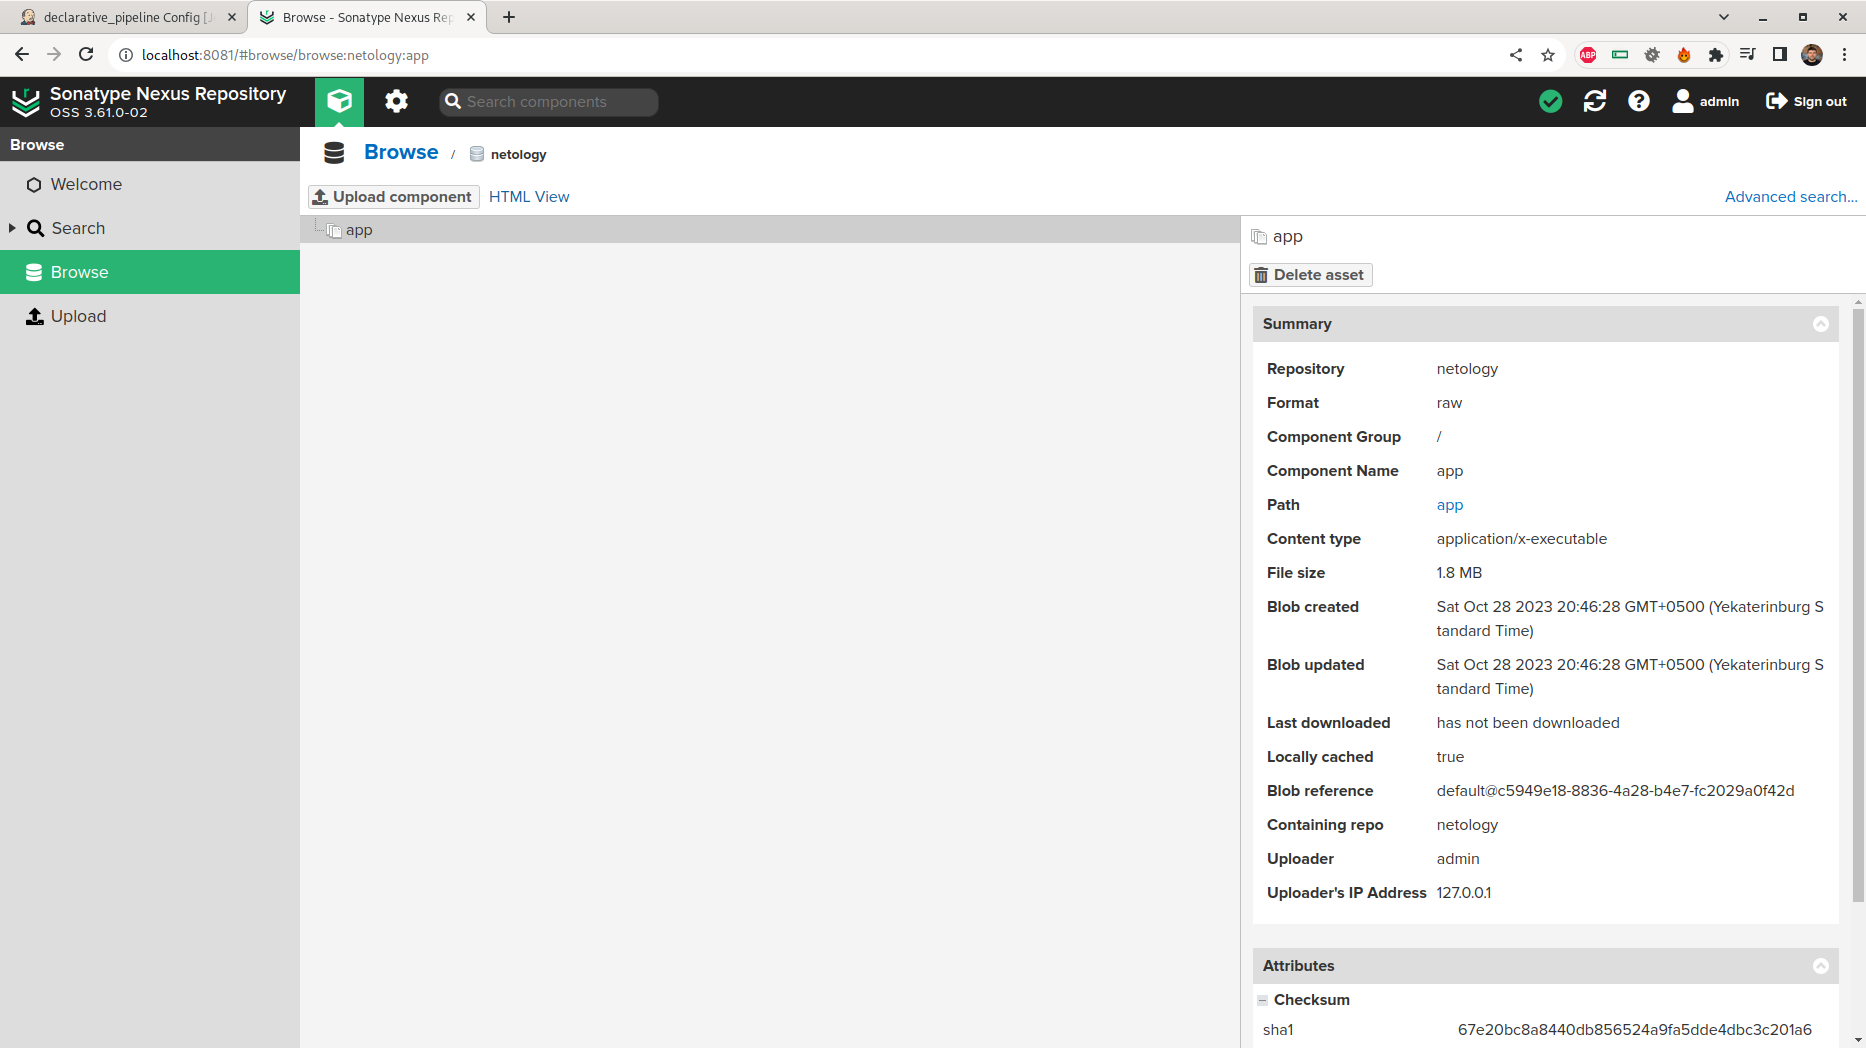 declarative_pipeline Config [J
Browse - Sonatype Nexus Rep
localhost:8081/#browse/browse:netology:app
ABP
Sonatype Nexus Repository
OSS 3.61.0-02
Search components
admin
Sign out
Browse
Welcome
Search
Browse
Upload
Browse / netology
Upload component
HTML View
Advanced search...
app
app
Delete asset
Summary
Repository netology
Format raw
Component Group /
Component Name app
Path app
Content type application/x-executable
File size 1.8 MB
Blob created Sat Oct 28 2023 20:46:28 GMT+0500 (Yekaterinburg S
tandard Time)
Blob updated Sat Oct 28 2023 20:46:28 GMT+0500 (Yekaterinburg S
tandard Time)
Last downloaded has not been downloaded
Locally cached true
Blob reference default@c5949e18-8836-4a28-b4e7-fc2029a0f42d
Containing repo netology
Uploader admin
Uploader's IP Address 127.0.0.1
Attributes
Checksum
sha1 67e20bc8a8440db856524a9fa5dde4dbc3c201a6